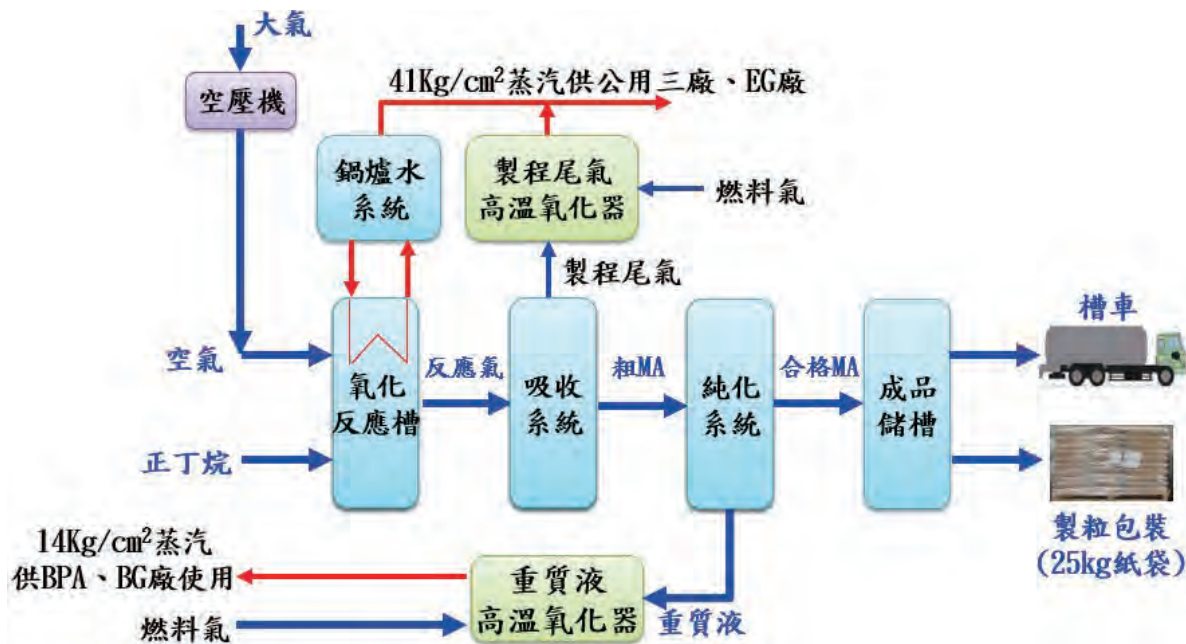 大氣
空壓機
41Kg/cm²蒸汽供公用三廠、EG廠
鍋爐水
系統
製程尾氣
高溫氧化器
燃料氣
製程尾氣
空氣
正丁烷
氧化
反應槽
反應氣
吸收
系統
粗MA
純化
系統
合格MA
成品
儲槽
槽車
製粒包裝
(25kg紙袋)
14Kg/cm²蒸汽
供BPA、BG廠使用
燃料氣
重質液
高溫氧化器
重質液